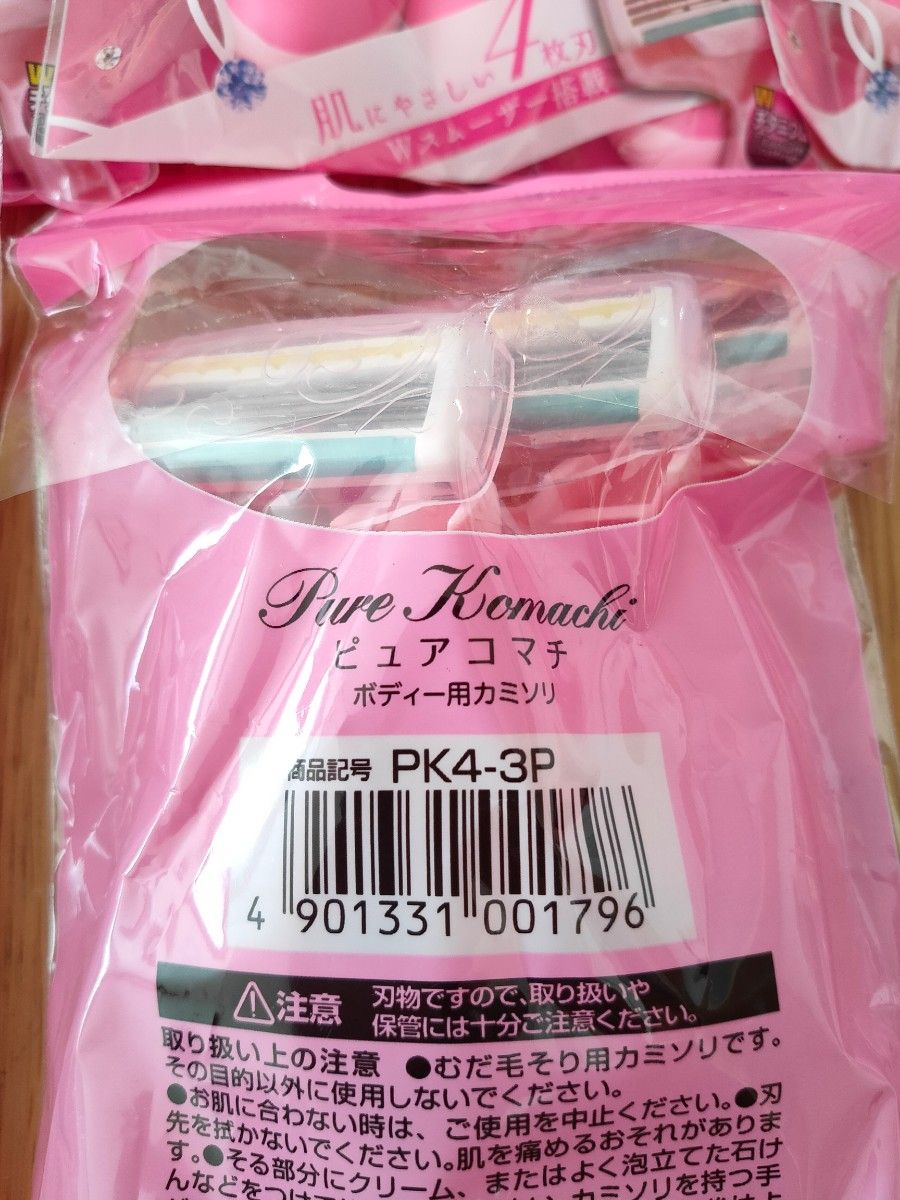 肌にやさしい4枚刃
Wスムーザー搭載
Pure Komachi
ピュアコマチ
ボディー用カミソリ
商品記号 PK4-3P
4 901331 001796
注意 刃物ですので、取り扱いや
保管には十分ご注意ください。
取り扱い上の注意 ●むだ毛そり用カミソリです。
その目的以外に使用しないでください。
●お肌に合わない時は、ご使用を中止ください。●刃
先を拭かないでください。肌を痛めるおそれがありま
す。●そる部分にクリーム、またはよく泡立てた石け
んなどをつけて
カミソリを持つ手